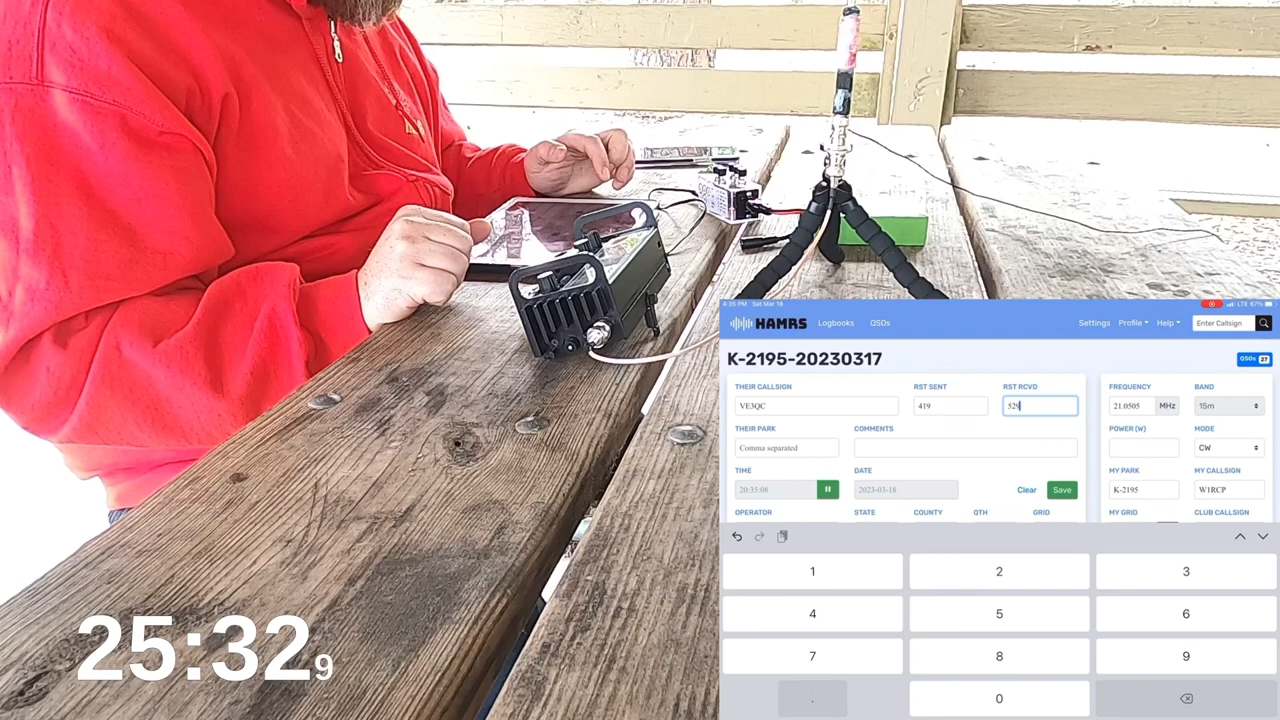 4:35 PM Sat Mar 18
LTE 67%
HAMRS Logbooks QSOs Settings Profile Help Enter Callsign
K-2195-20230317 QSOs 27
THEIR CALLSIGN RST SENT RST RCVD FREQUENCY BAND
VE3QC 419 529 21.0505 MHz 15m
THEIR PARK COMMENTS POWER (W) MODE
Comma separated CW
TIME DATE MY PARK MY CALLSIGN
20:35:08 2023-03-18 Clear Save K-2195 W1RCP
OPERATOR STATE COUNTY QTH GRID MY GRID CLUB CALLSIGN
1 2 3
4 5 6
7 8 9
. 0
25:32 9